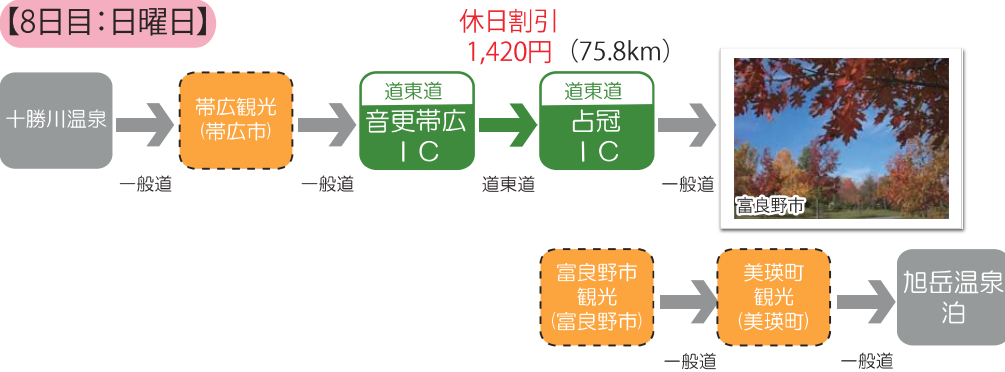 【8日目：日曜日】
休日割引
1,420円（75.8km）
十勝川温泉
一般道
帯広観光
(帯広市)
一般道
道東道
音更帯広
ＩＣ
道東道
道東道
占冠
ＩＣ
一般道
富良野市
富良野市
観光
(富良野市)
一般道
美瑛町
観光
(美瑛町)
一般道
旭岳温泉
泊